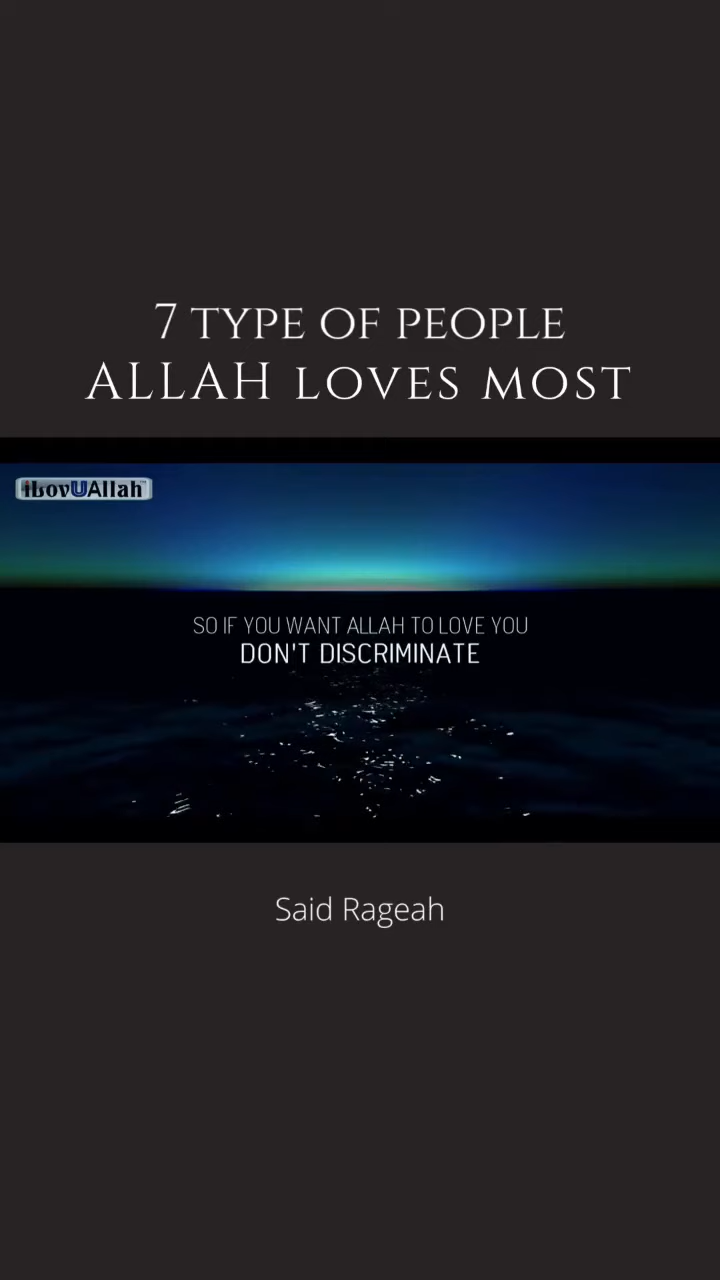 7 TYPE OF PEOPLE
ALLAH LOVES MOST
iLovUAllah™
SO IF YOU WANT ALLAH TO LOVE YOU
DON'T DISCRIMINATE
Said Rageah